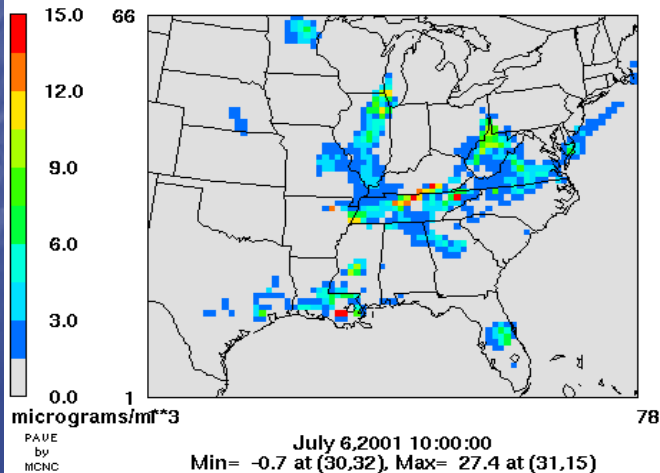 15.0
12.0
9.0
6.0
3.0
0.0
micrograms/m**3
66
1
1
78
PAVE
by
MCNC
July 6,2001 10:00:00
Min= -0.7 at (30,32), Max= 27.4 at (31,15)